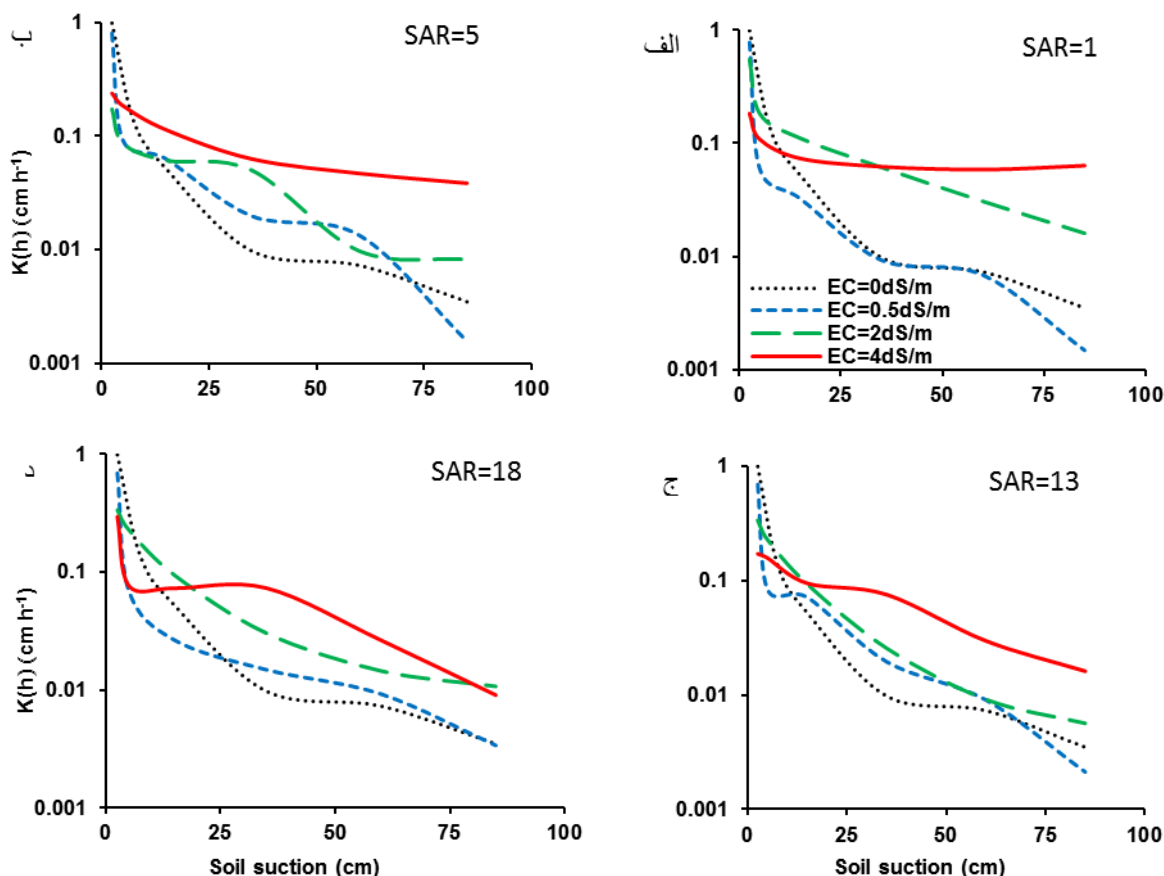 SAR=5
1
0.1
0.01
0.001
K(h) (cm h⁻¹)
0 25 50 75 100
الف
SAR=1
1
0.1
0.01
0.001
EC=0dS/m
EC=0.5dS/m
EC=2dS/m
EC=4dS/m
0 25 50 75 100
SAR=18
1
0.1
0.01
0.001
K(h) (cm h⁻¹)
0 25 50 75 100
Soil suction (cm)
ج
SAR=13
1
0.1
0.01
0.001
0 25 50 75 100
Soil suction (cm)